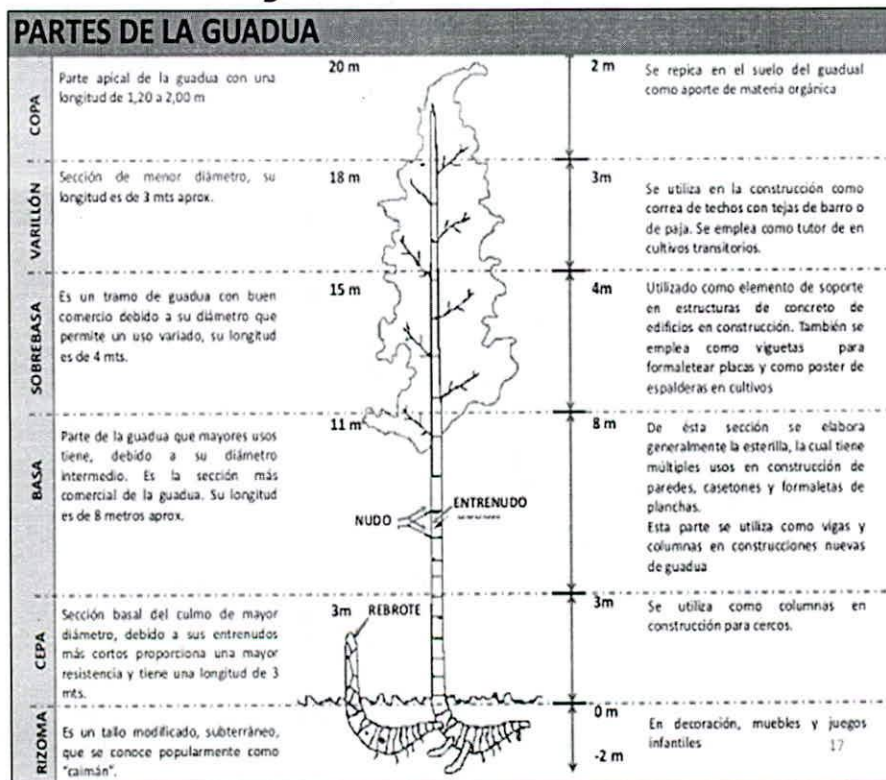 PARTES DE LA GUADUA
COPA
Parte apical de la guadua con una
longitud de 1,20 a 2,00 m
20 m
2 m
Se repica en el suelo del guadual
como aporte de materia orgánica
VARILLÓN
Sección de menor diámetro, su
longitud es de 3 mts aprox.
18 m
3m
Se utiliza en la construcción como
correa de techos con tejas de barro o
de paja. Se emplea como tutor de en
cultivos transitorios.
SOBREBASA
Es un tramo de guadua con buen
comercio debido a su diámetro que
permite un uso variado, su longitud
es de 4 mts.
15 m
4m
Utilizado como elemento de soporte
en estructuras de concreto de
edificios en construcción. También se
emplea como viguetas para
formaletear placas y como poster de
espalderas en cultivos
BASA
Parte de la guadua que mayores usos
tiene, debido a su diámetro
intermedio. Es la sección más
comercial de la guadua. Su longitud
es de 8 metros aprox.
11 m
NUDO
ENTRENUDO
8 m
De ésta sección se elabora
generalmente la esterilla, la cual tiene
múltiples usos en construcción de
paredes, casetones y formaletas de
planchas.
Esta parte se utiliza como vigas y
columnas en construcciones nuevas
de guadua
CEPA
Sección basal del culmo de mayor
diámetro, debido a sus entrenudos
más cortos proporciona una mayor
resistencia y tiene una longitud de 3
mts.
3m
REBROTE
3m
Se utiliza como columnas en
construcción para cercos.
RIZOMA
Es un tallo modificado, subterráneo,
que se conoce popularmente como
"caimán".
0 m
-2 m
En decoración, muebles y juegos
infantiles
17